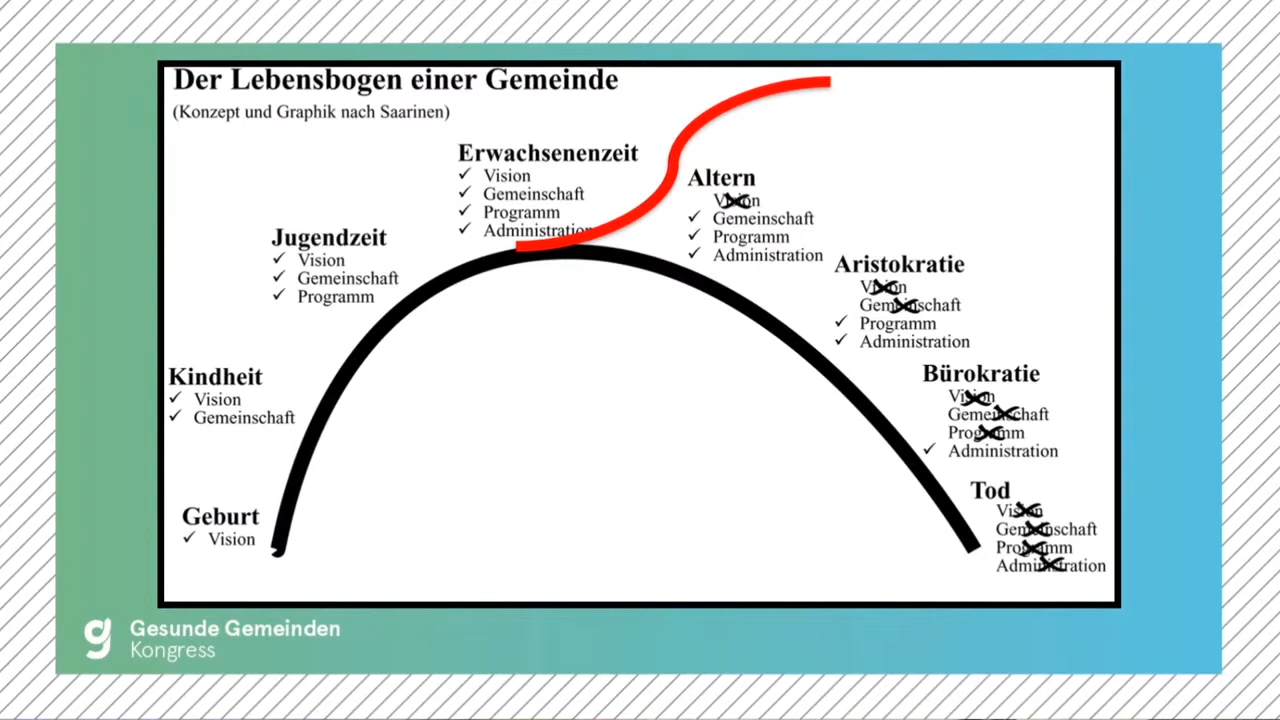 Der Lebensbogen einer Gemeinde
(Konzept und Graphik nach Saarinen)
Geburt
Vision
Kindheit
Vision
Gemeinschaft
Jugendzeit
Vision
Gemeinschaft
Programm
Erwachsenenzeit
Vision
Gemeinschaft
Programm
Administration
Altern
Vision
Gemeinschaft
Programm
Administration
Aristokratie
Vision
Gemeinschaft
Programm
Administration
Bürokratie
Vision
Gemeinschaft
Programm
Administration
Tod
Vision
Gemeinschaft
Programm
Administration
g
Gesunde Gemeinden
Kongress